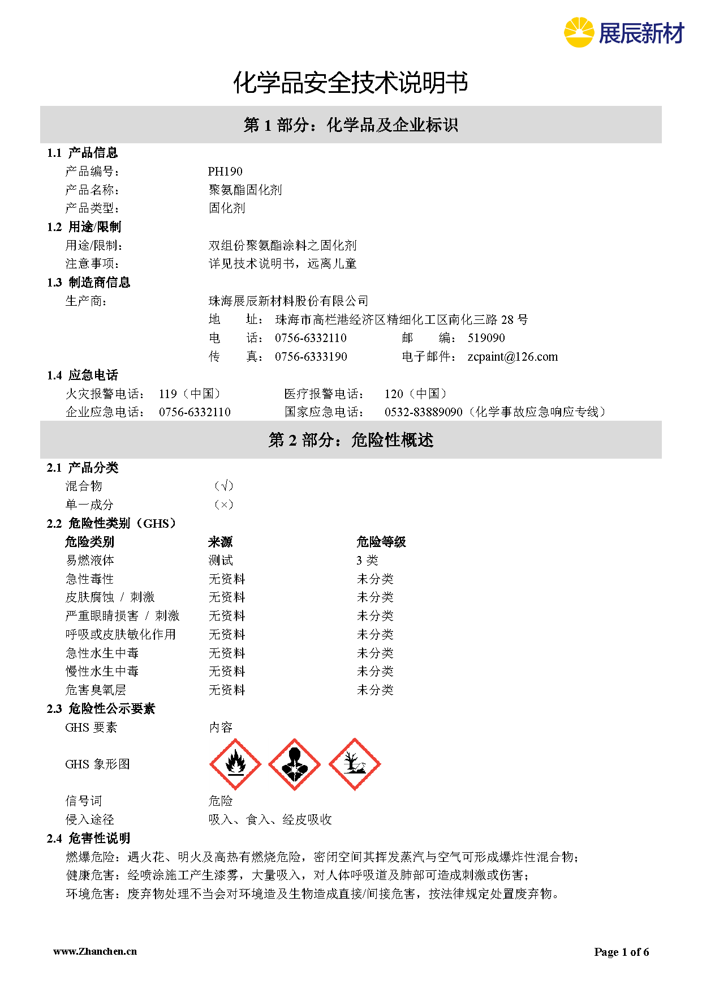 展辰新材
化学品安全技术说明书
第 1 部分：化学品及企业标识
1.1 产品信息
产品编号： PH190
产品名称： 聚氨酯固化剂
产品类型： 固化剂
1.2 用途/限制
用途/限制： 双组份聚氨酯涂料之固化剂
注意事项： 详见技术说明书，远离儿童
1.3 制造商信息
生产商： 珠海展辰新材料股份有限公司
地 址： 珠海市高栏港经济区精细化工区南化三路 28 号
电 话： 0756-6332110 邮 编： 519090
传 真： 0756-6333190 电子邮件： zcpaint@126.com
1.4 应急电话
火灾报警电话： 119（中国） 医疗报警电话： 120（中国）
企业应急电话： 0756-6332110 国家应急电话： 0532-83889090（化学事故应急响应专线）
第 2 部分：危险性概述
2.1 产品分类
混合物 （√）
单一成分 （×）
2.2 危险性类别（GHS）
危险类别 来源 危险等级
易燃液体 测试 3 类
急性毒性 无资料 未分类
皮肤腐蚀 / 刺激 无资料 未分类
严重眼睛损害 / 刺激 无资料 未分类
呼吸或皮肤敏化作用 无资料 未分类
急性水生中毒 无资料 未分类
慢性水生中毒 无资料 未分类
危害臭氧层 无资料 未分类
2.3 危险性公示要素
GHS 要素 内容
GHS 象形图
信号词 危险
侵入途径 吸入、食入、经皮吸收
2.4 危害性说明
燃爆危险：遇火花、明火及高热有燃烧危险，密闭空间其挥发蒸汽与空气可形成爆炸性混合物；
健康危害：经喷涂施工产生漆雾，大量吸入，对人体呼吸道及肺部可造成刺激或伤害；
环境危害：废弃物处理不当会对环境造及生物造成直接/间接危害，按法律规定处置废弃物。
www.Zhanchen.cn Page 1 of 6